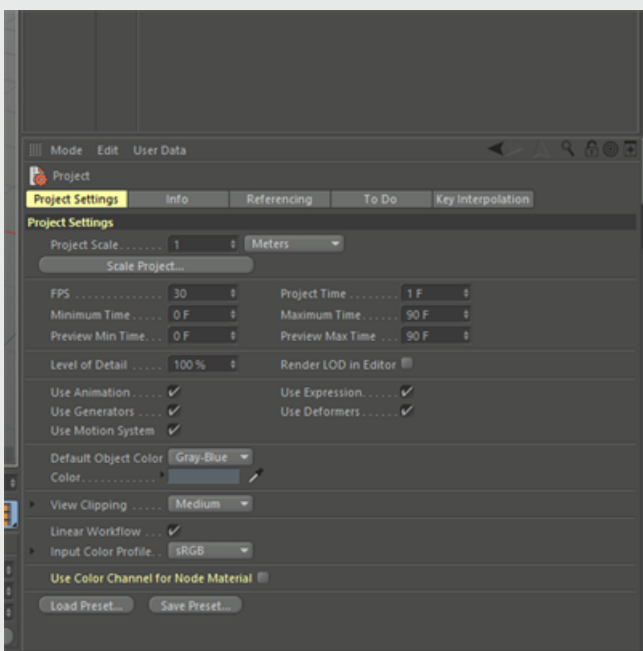 Mode Edit User Data
Project
Project Settings Info Referencing To Do Key Interpolation
Project Settings
Project Scale....... 1 Meters
Scale Project...
FPS ............. 30 Project Time ........ 1 F
Minimum Time..... 0 F Maximum Time..... 90 F
Preview Min Time... 0 F Preview Max Time ... 90 F
Level of Detail ..... 100 % Render LOD in Editor
Use Animation..... Use Expression......
Use Generators .... Use Deformers......
Use Motion System
Default Object Color Gray-Blue
Color...........
View Clipping ..... Medium
Linear Workflow ...
Input Color Profile.. sRGB
Use Color Channel for Node Material
Load Preset... Save Preset...